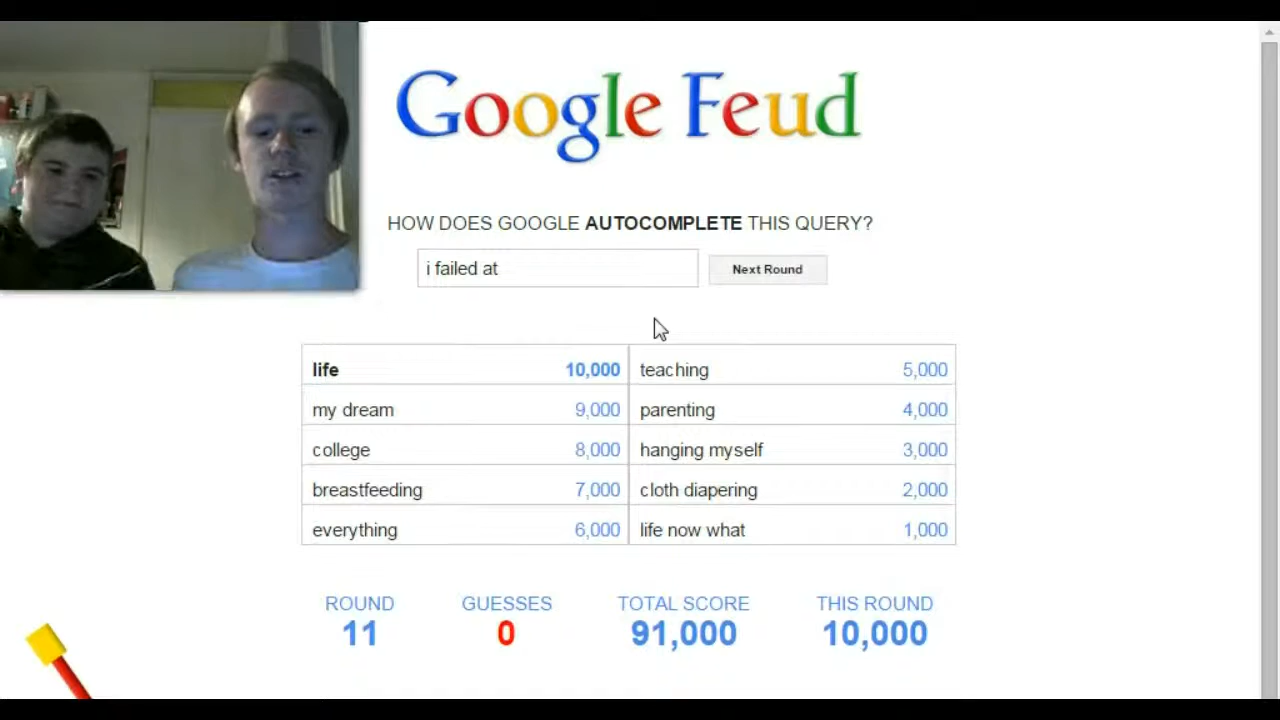 Google Feud
HOW DOES GOOGLE AUTOCOMPLETE THIS QUERY?
i failed at
Next Round
life 10,000
my dream 9,000
college 8,000
breastfeeding 7,000
everything 6,000
teaching 5,000
parenting 4,000
hanging myself 3,000
cloth diapering 2,000
life now what 1,000
ROUND
11
GUESSES
0
TOTAL SCORE
91,000
THIS ROUND
10,000